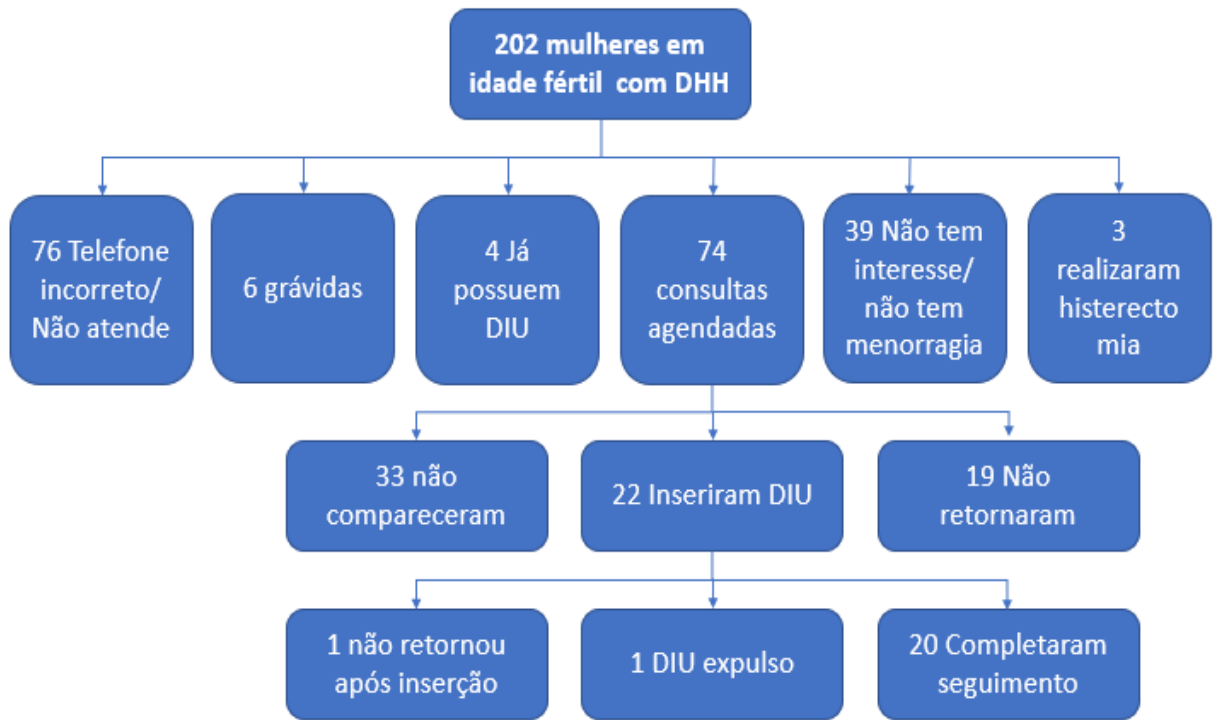 202 mulheres em
idade fértil com DHH
76 Telefone
incorreto/
Não atende
6 grávidas
4 Já
possuem
DIU
74
consultas
agendadas
39 Não tem
interesse/
não tem
menorragia
3
realizaram
histerecto
mia
33 não
compareceram
22 Inseriram DIU
19 Não
retornaram
1 não retornou
após inserção
1 DIU expulso
20 Completaram
seguimento